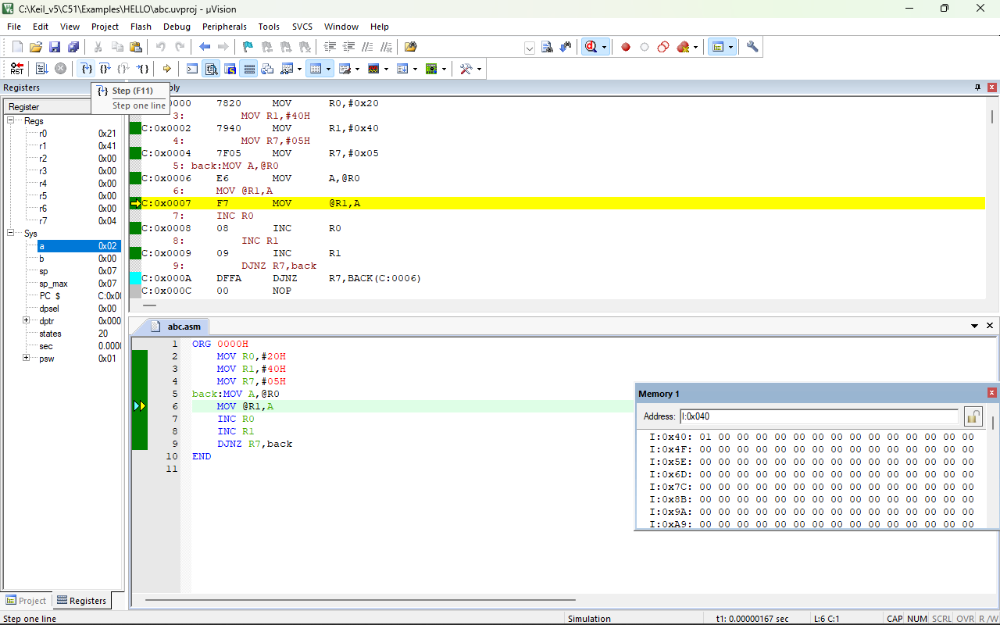 C:\Keil_v5\C51\Examples\HELLO\abc.uvproj - µVision
File Edit View Project Flash Debug Peripherals Tools SVCS Window Help
RST
Registers
Step (F11)
Step one line
bly
Register
Regs
r0 0x21
r1 0x41
r2 0x00
r3 0x00
r4 0x00
r5 0x00
r6 0x00
r7 0x04
Sys
a 0x02
b 0x00
sp 0x07
sp_max 0x07
PC $ C:0x00
dpsel 0x00
dptr 0x000
states 20
sec 0.0000
psw 0x01
Project Registers
0000 7820 MOV R0,#0x20
3: MOV R1,#40H
C:0x0002 7940 MOV R1,#0x40
4: MOV R7,#05H
C:0x0004 7F05 MOV R7,#0x05
5: back:MOV A,@R0
C:0x0006 E6 MOV A,@R0
6: MOV @R1,A
C:0x0007 F7 MOV @R1,A
7: INC R0
C:0x0008 08 INC R0
8: INC R1
C:0x0009 09 INC R1
9: DJNZ R7,back
C:0x000A DFFA DJNZ R7,BACK(C:0006)
C:0x000C 00 NOP
abc.asm
1 ORG 0000H
2 MOV R0,#20H
3 MOV R1,#40H
4 MOV R7,#05H
5 back:MOV A,@R0
6 MOV @R1,A
7 INC R0
8 INC R1
9 DJNZ R7,back
10 END
11
Memory 1
Address: I:0x040
I:0x40: 01 00 00 00 00 00 00 00 00 00 00 00 00 00 00
I:0x4F: 00 00 00 00 00 00 00 00 00 00 00 00 00 00 00
I:0x5E: 00 00 00 00 00 00 00 00 00 00 00 00 00 00 00
I:0x6D: 00 00 00 00 00 00 00 00 00 00 00 00 00 00 00
I:0x7C: 00 00 00 00 00 00 00 00 00 00 00 00 00 00 00
I:0x8B: 00 00 00 00 00 00 00 00 00 00 00 00 00 00 00
I:0x9A: 00 00 00 00 00 00 00 00 00 00 00 00 00 00 00
I:0xA9: 00 00 00 00 00 00 00 00 00 00 00 00 00 00 00
Step one line Simulation t1: 0.00000167 sec L:6 C:1 CAP NUM SCRL OVR R /W